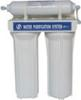 WATER PURIFICATION SYSTEM